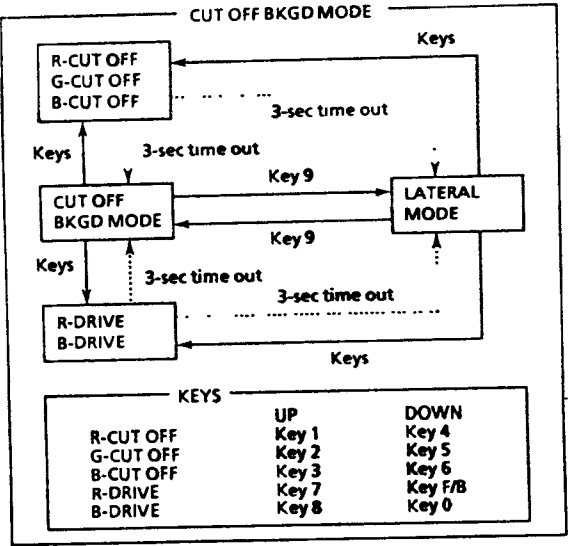 CUT OFF BKGD MODE
Keys
R-CUT OFF
G-CUT OFF
B-CUT OFF
3-sec time out
Keys
3-sec time out
Key 9
CUT OFF
BKGD MODE
LATERAL
MODE
Key 9
Keys
3-sec time out
3-sec time out
R-DRIVE
B-DRIVE
Keys
KEYS
UP DOWN
R-CUT OFF Key 1 Key 4
G-CUT OFF Key 2 Key 5
B-CUT OFF Key 3 Key 6
R-DRIVE Key 7 Key F/B
B-DRIVE Key 8 Key 0